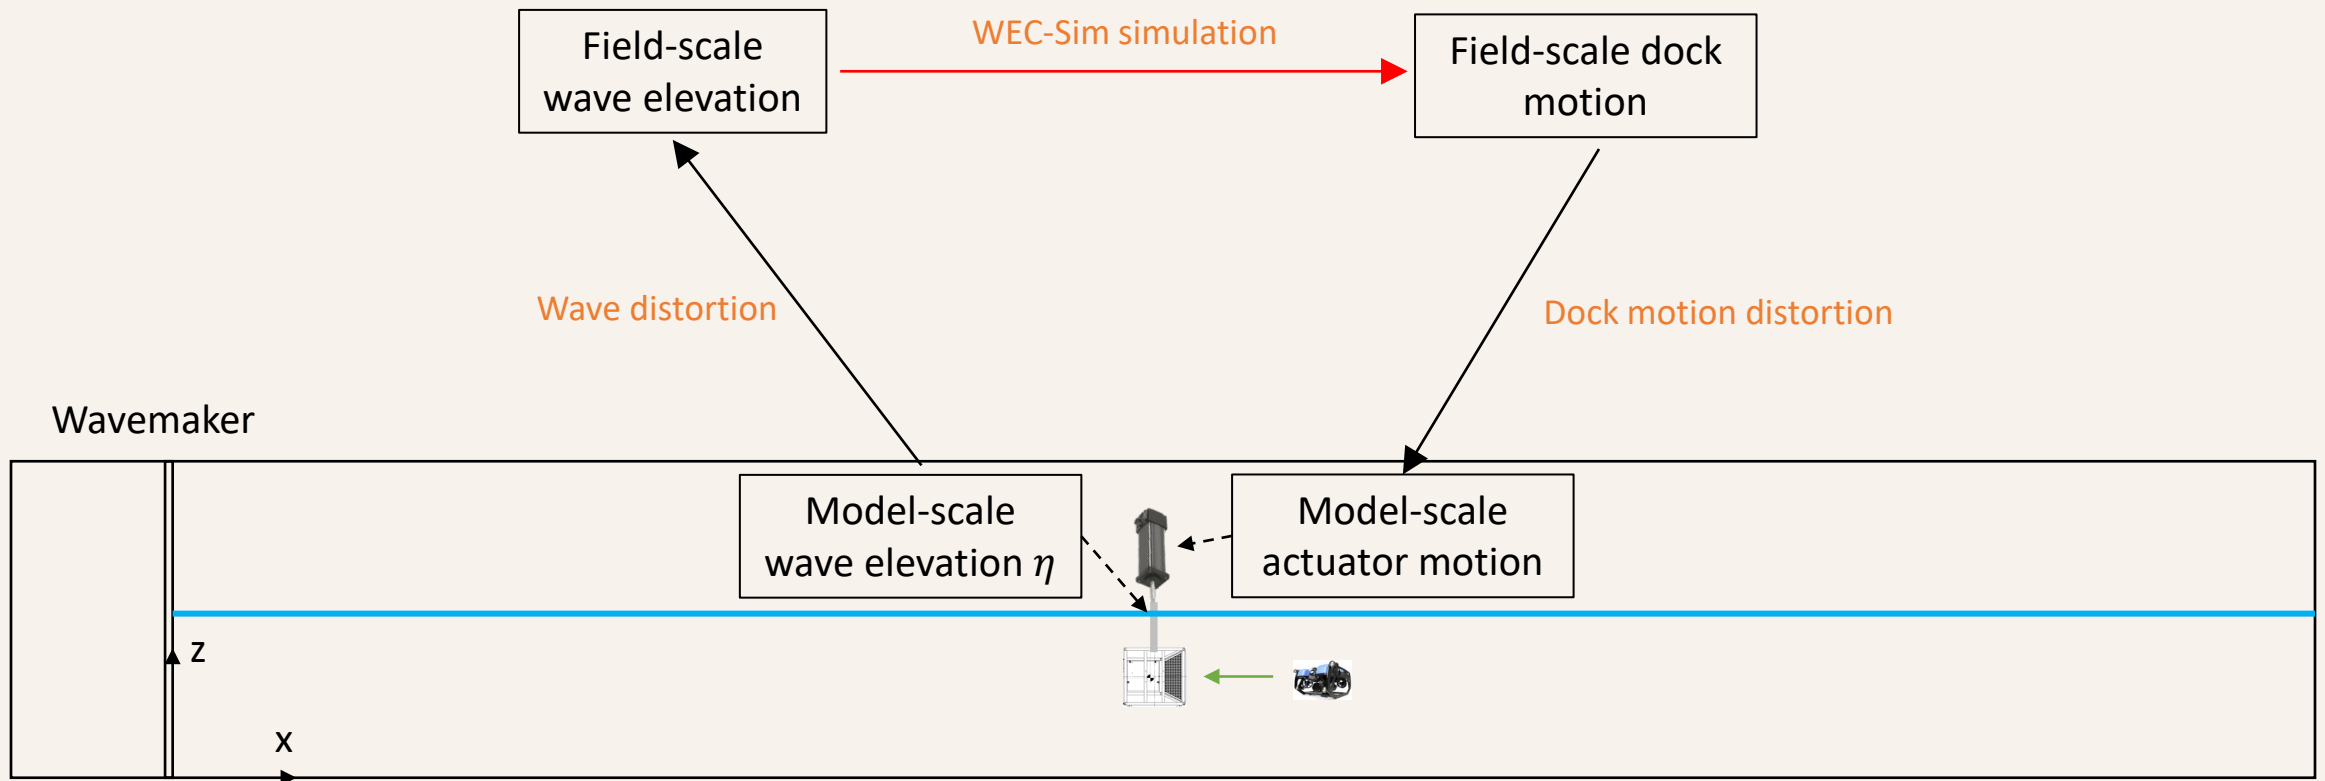 Field-scale
wave elevation
WEC-Sim simulation
Field-scale dock
motion
Wave distortion
Dock motion distortion
Wavemaker
Model-scale
wave elevation η
Model-scale
actuator motion
z
x